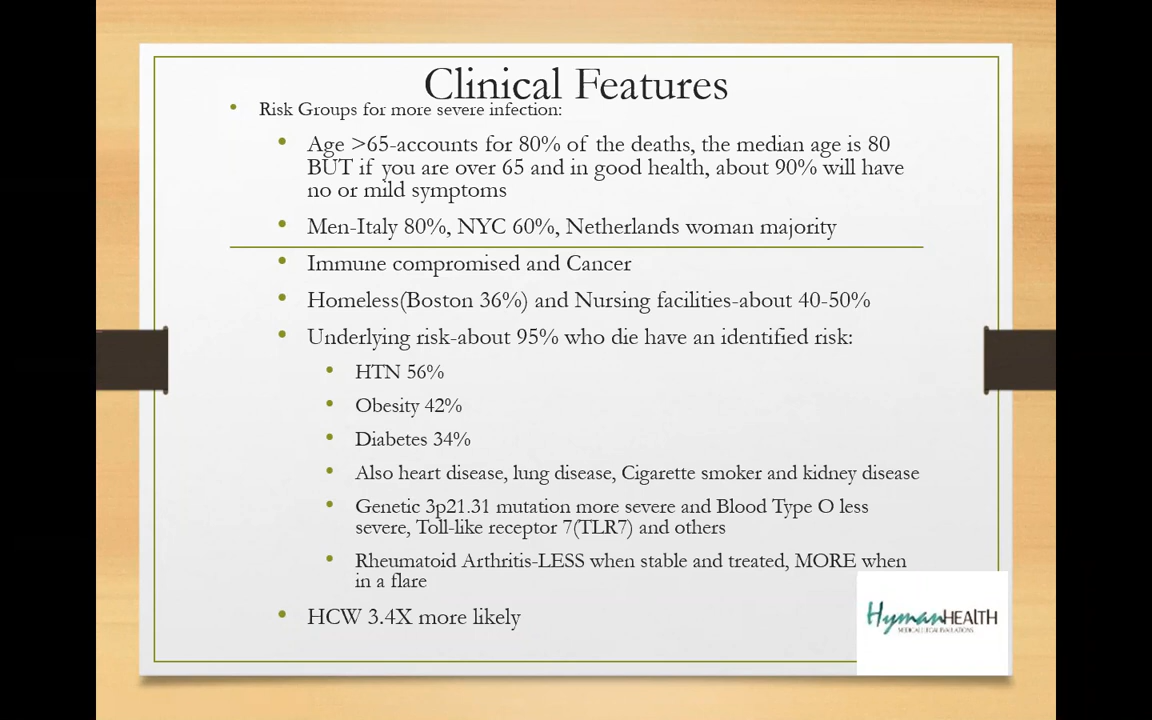 Clinical Features
• Risk Groups for more severe infection:
• Age >65-accounts for 80% of the deaths, the median age is 80
BUT if you are over 65 and in good health, about 90% will have
no or mild symptoms
• Men-Italy 80%, NYC 60%, Netherlands woman majority
• Immune compromised and Cancer
• Homeless(Boston 36%) and Nursing facilities-about 40-50%
• Underlying risk-about 95% who die have an identified risk:
• HTN 56%
• Obesity 42%
• Diabetes 34%
• Also heart disease, lung disease, Cigarette smoker and kidney disease
• Genetic 3p21.31 mutation more severe and Blood Type O less
severe, Toll-like receptor 7(TLR7) and others
• Rheumatoid Arthritis-LESS when stable and treated, MORE when
in a flare
• HCW 3.4X more likely
HymanHEALTH
MEDICAL LEGAL EVALUATIONS